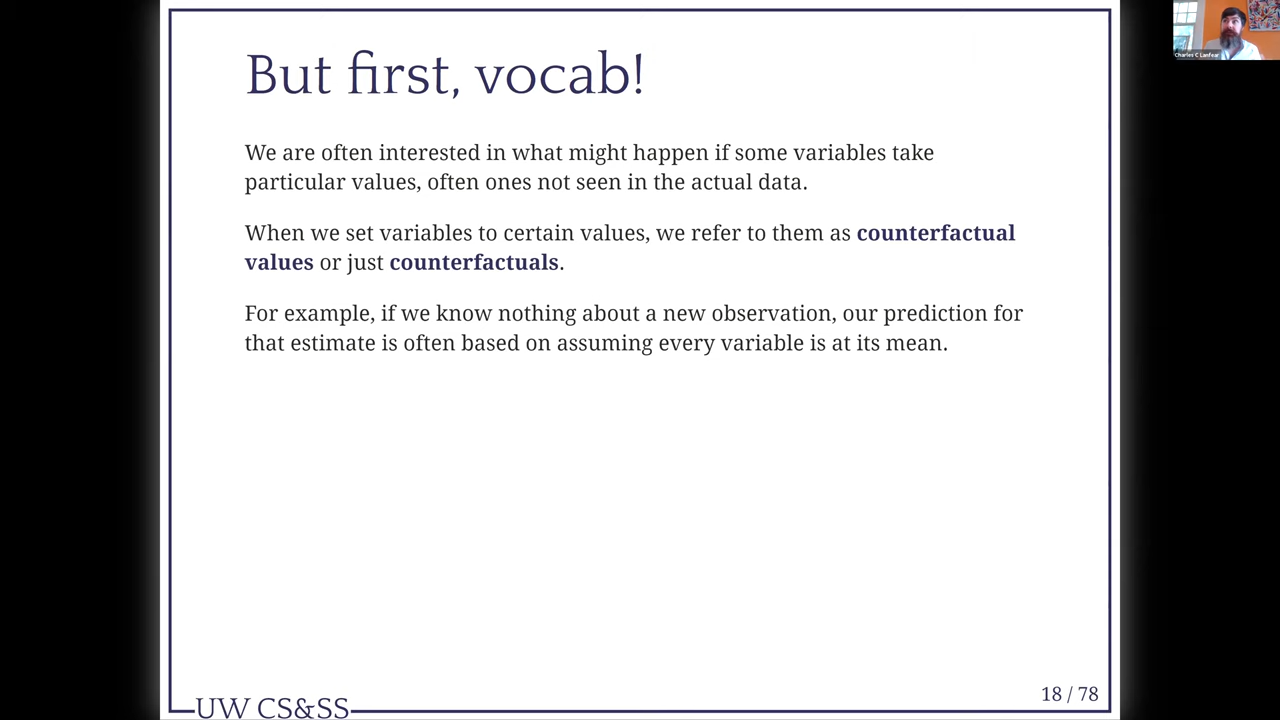 But first, vocab!
We are often interested in what might happen if some variables take
particular values, often ones not seen in the actual data.
When we set variables to certain values, we refer to them as counterfactual
values or just counterfactuals.
For example, if we know nothing about a new observation, our prediction for
that estimate is often based on assuming every variable is at its mean.
UW CS&SS
18 / 78
Charles C Lanfear